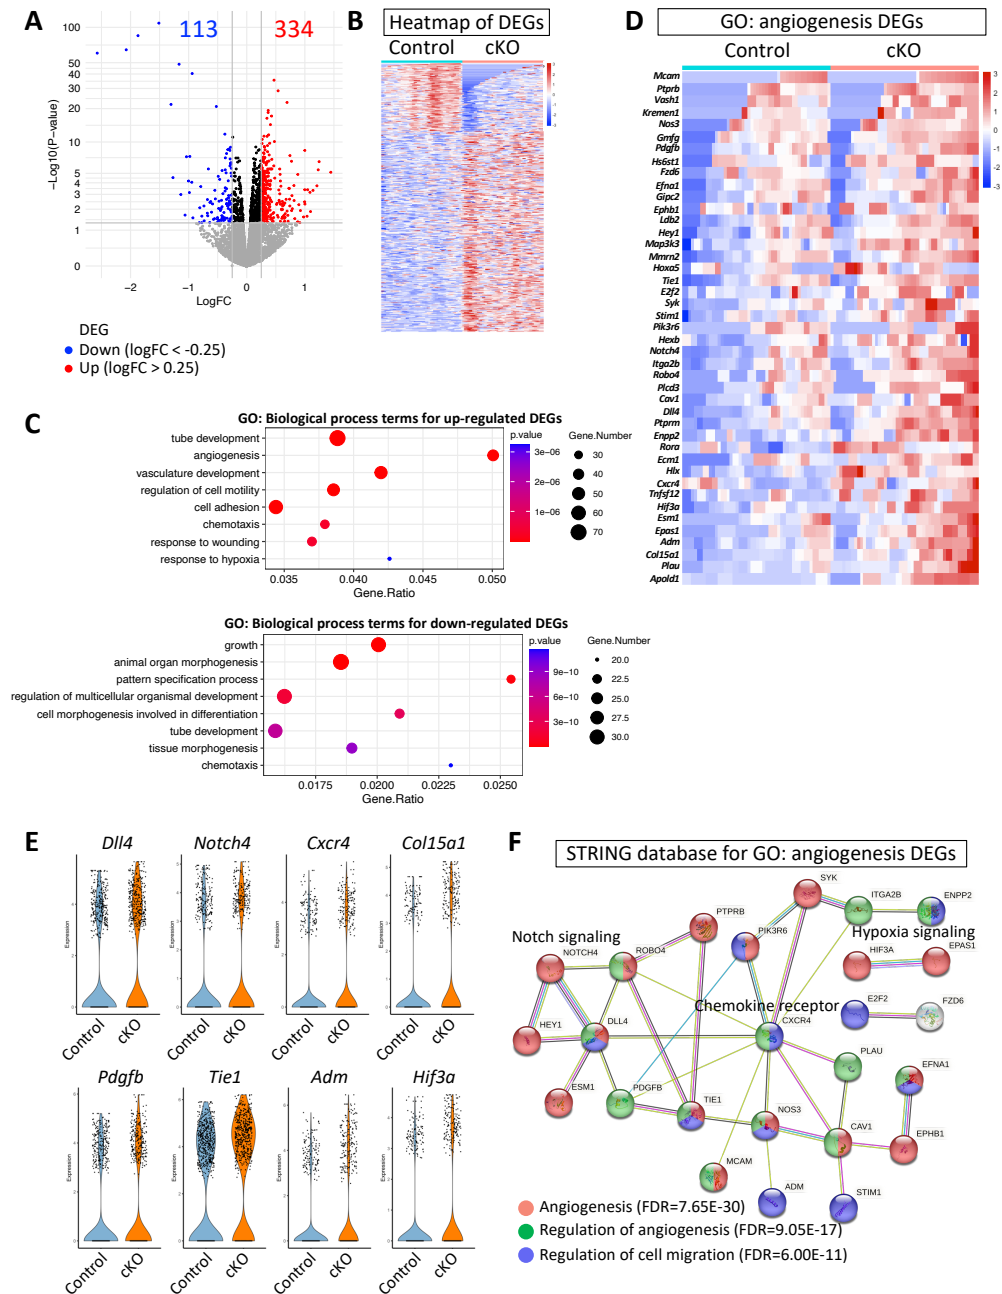 A
113
334
100
50
40
30
20
10
5
4
3
2
1
0
−Log10(P−value)
−2
−1
0
1
LogFC
DEG
Down (logFC < -0.25)
Up (logFC > 0.25)
B
Heatmap of DEGs
Control
cKO
C
GO: Biological process terms for up-regulated DEGs
tube development
angiogenesis
vasculature development
regulation of cell motility
cell adhesion
chemotaxis
response to wounding
response to hypoxia
0.035
0.040
0.045
0.050
Gene.Ratio
p.value
3e−06
2e−06
1e−06
Gene.Number
30
40
50
60
70
GO: Biological process terms for down-regulated DEGs
growth
animal organ morphogenesis
pattern specification process
regulation of multicellular organismal development
cell morphogenesis involved in differentiation
tube development
tissue morphogenesis
chemotaxis
0.0175
0.0200
0.0225
0.0250
Gene.Ratio
p.value
9e−10
6e−10
3e−10
Gene.Number
20.0
22.5
25.0
27.5
30.0
D
GO: angiogenesis DEGs
Control
cKO
Mcam
Ptprb
Vash1
Kremen1
Nos3
Gmfg
Pdgfb
Hs6st1
Fzd6
Efna1
Gipc2
Ephb1
Ldb2
Hey1
Map3k3
Mmrn2
Hoxa5
Tie1
E2f2
Syk
Stim1
Pik3r6
Hexb
Notch4
Itga2b
Robo4
Plcd3
Cav1
Dll4
Ptprm
Enpp2
Rora
Ecm1
Hlx
Cxcr4
Tnfsf12
Hif3a
Esm1
Epas1
Adm
Col15a1
Plau
Apold1
3
2
1
0
-1
-2
-3
E
Dll4
Notch4
Cxcr4
Col15a1
Expression
Expression
Expression
Expression
Control
cKO
Control
cKO
Control
cKO
Control
cKO
Pdgfb
Tie1
Adm
Hif3a
Expression
Expression
Expression
Expression
Control
cKO
Control
cKO
Control
cKO
Control
cKO
F
STRING database for GO: angiogenesis DEGs
SYK
ITGA2B
ENPP2
PTPRB
PIK3R6
Notch signaling
Hypoxia signaling
NOTCH4
ROBO4
HIF3A
EPAS1
Chemokine receptor
E2F2
FZD6
HEY1
DLL4
CXCR4
PLAU
EFNA1
ESM1
PDGFB
TIE1
NOS3
CAV1
EPHB1
MCAM
ADM
STIM1
Angiogenesis (FDR=7.65E-30)
Regulation of angiogenesis (FDR=9.05E-17)
Regulation of cell migration (FDR=6.00E-11)